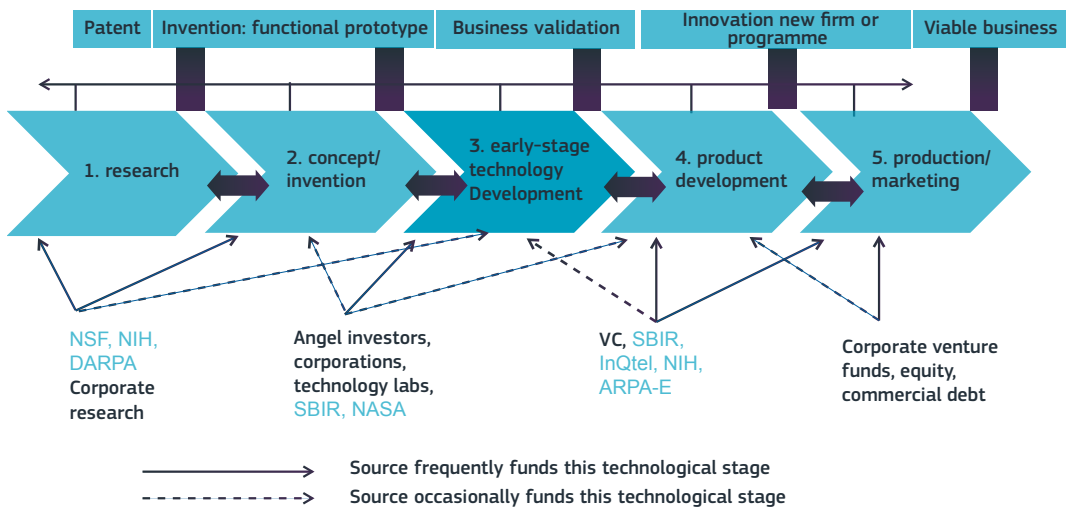 Patent
Invention: functional prototype
Business validation
Innovation new firm or
programme
Viable business
1. research
2. concept/
invention
3. early-stage
technology
Development
4. product
development
5. production/
marketing
NSF, NIH,
DARPA
Corporate
research
Angel investors,
corporations,
technology labs,
SBIR, NASA
VC, SBIR,
InQtel, NIH,
ARPA-E
Corporate venture
funds, equity,
commercial debt
Source frequently funds this technological stage
Source occasionally funds this technological stage